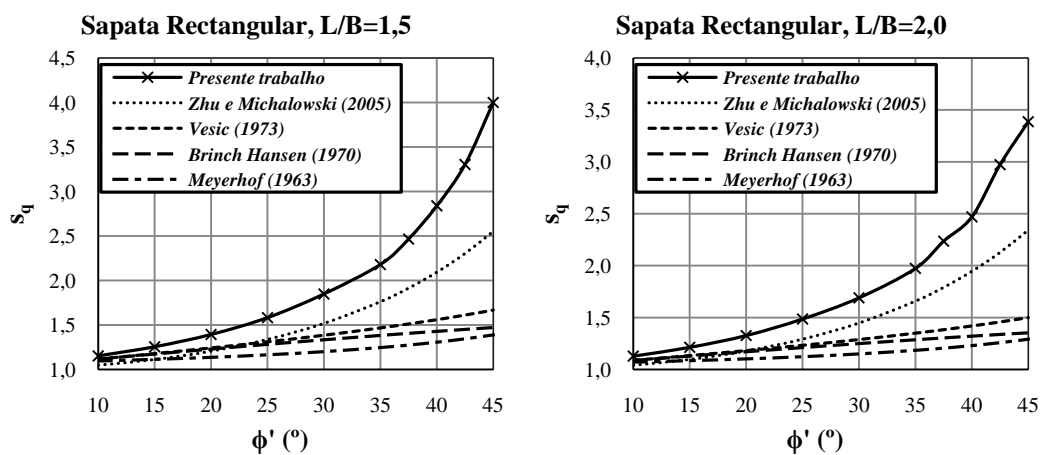 Sapata Rectangular, L/B=1,5
4,5
4,0
3,5
3,0
2,5
2,0
1,5
1,0
s_q
Presente trabalho
Zhu e Michalowski (2005)
Vesic (1973)
Brinch Hansen (1970)
Meyerhof (1963)
10 15 20 25 30 35 40 45
ϕ' (º)
Sapata Rectangular, L/B=2,0
4,0
3,5
3,0
2,5
2,0
1,5
1,0
s_q
Presente trabalho
Zhu e Michalowski (2005)
Vesic (1973)
Brinch Hansen (1970)
Meyerhof (1963)
10 15 20 25 30 35 40 45
ϕ' (º)